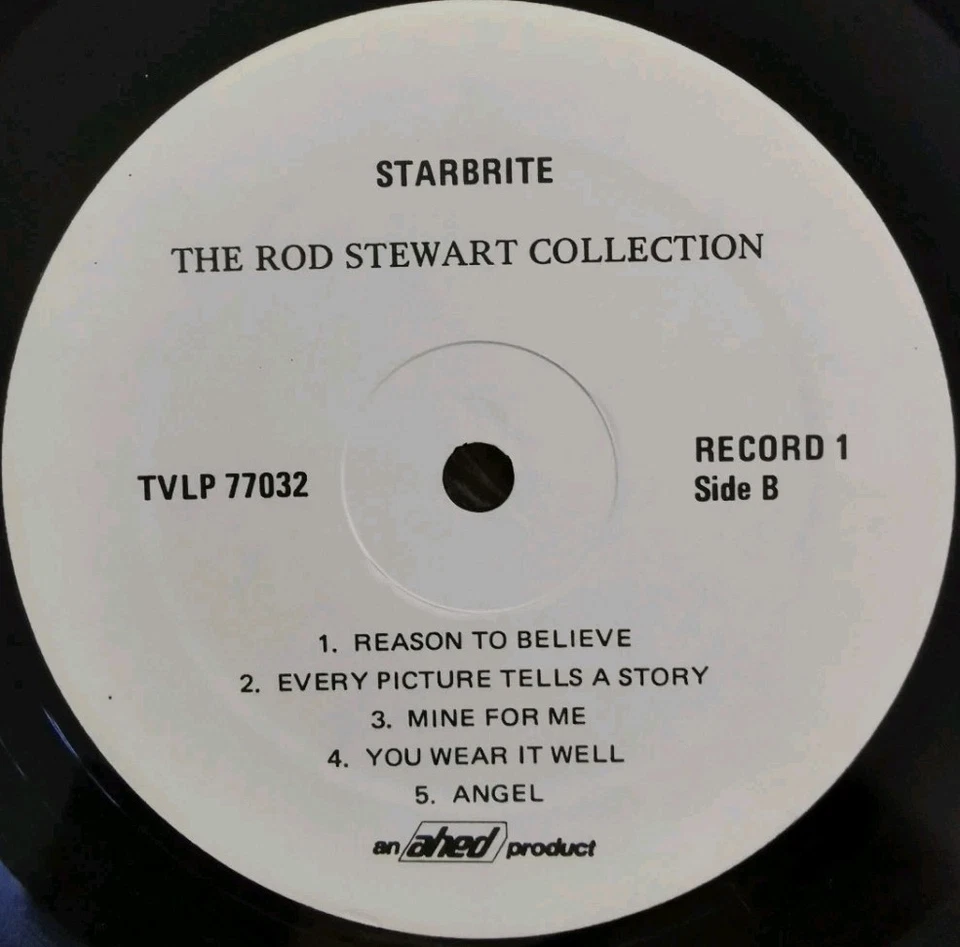 STARBRITE
THE ROD STEWART COLLECTION
TVLP 77032
RECORD 1
Side B
1. REASON TO BELIEVE
2. EVERY PICTURE TELLS A STORY
3. MINE FOR ME
4. YOU WEAR IT WELL
5. ANGEL
an ahed product